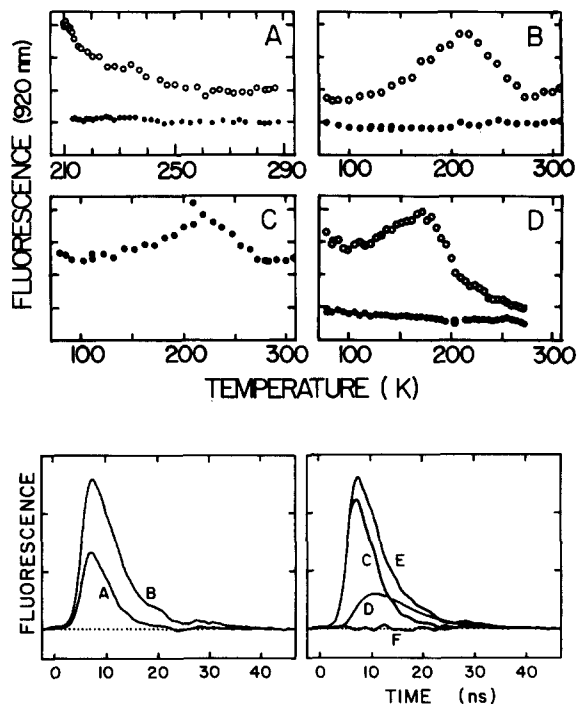 FLUORESCENCE (920 nm)
A
B
210
250
290
100
200
300
C
D
100
200
300
100
200
300
TEMPERATURE (K)
FLUORESCENCE
A
B
C
D
E
F
0
10
20
30
40
0
10
20
30
40
TIME (ns)